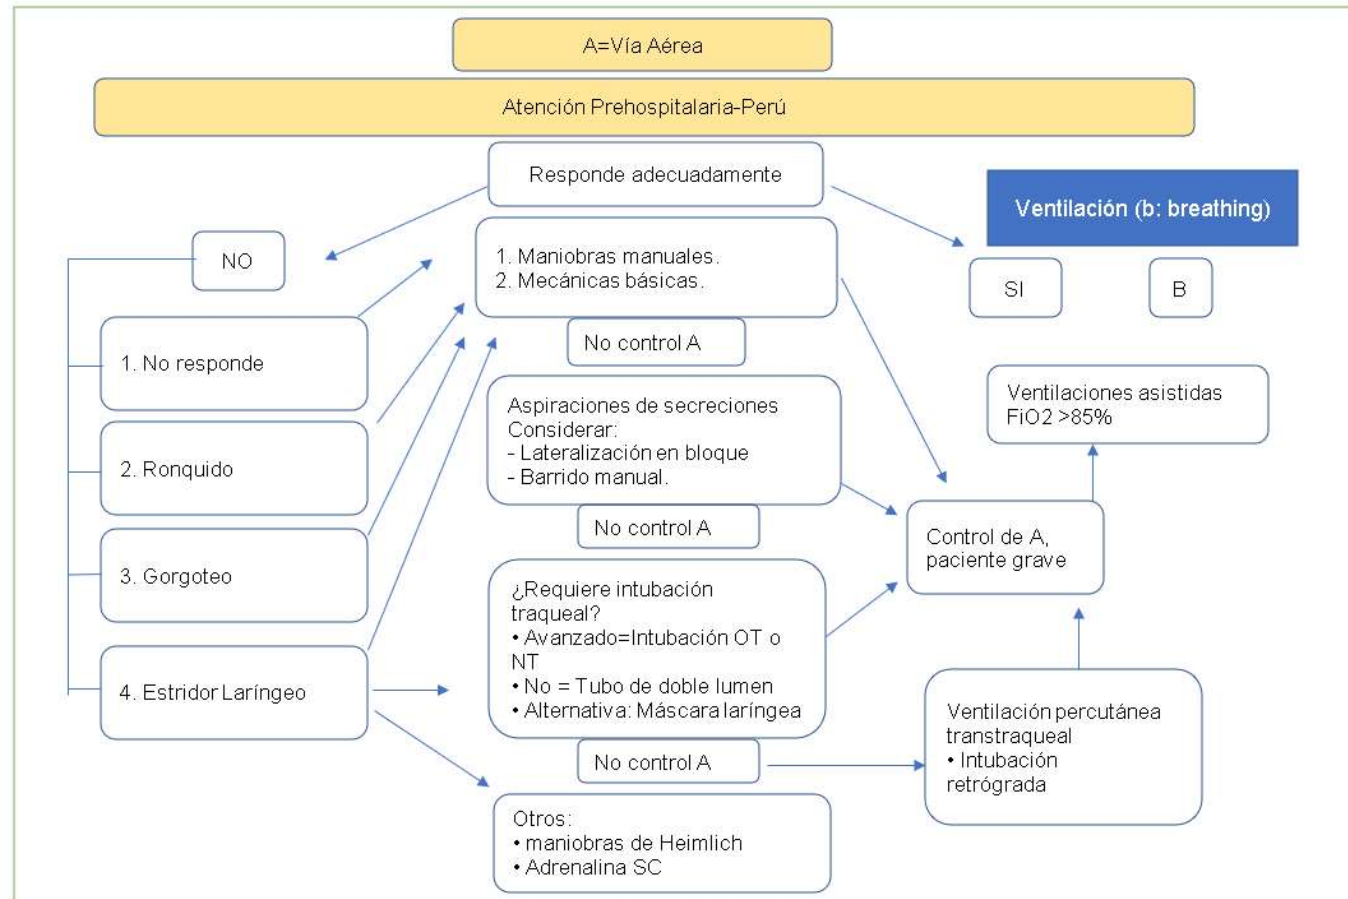 A=Vía Aérea
Atención Prehospitalaria-Perú
Responde adecuadamente
Ventilación (b: breathing)
NO
1. Maniobras manuales.
2. Mecánicas básicas.
SI
B
1. No responde
No control A
2. Ronquido
Aspiraciones de secreciones
Considerar:
- Lateralización en bloque
- Barrido manual.
Ventilaciones asistidas
FiO2 >85%
No control A
Control de A,
paciente grave
3. Gorgoteo
¿Requiere intubación
traqueal?
• Avanzado=Intubación OT o
NT
• No = Tubo de doble lumen
• Alternativa: Máscara laríngea
4. Estridor Laríngeo
Ventilación percutánea
transtraqueal
• Intubación
retrógrada
No control A
Otros:
• maniobras de Heimlich
• Adrenalina SC